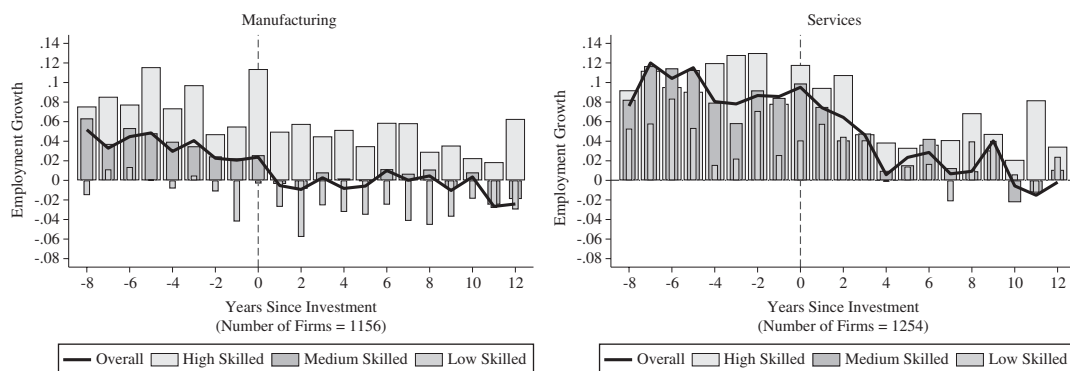 Manufacturing
Employment Growth
.14
.12
.1
.08
.06
.04
.02
0
-.02
-.04
-.06
-.08
-8 -6 -4 -2 0 2 4 6 8 10 12
Years Since Investment
(Number of Firms = 1156)
Overall High Skilled Medium Skilled Low Skilled
Services
Employment Growth
.14
.12
.1
.08
.06
.04
.02
0
-.02
-.04
-.06
-.08
-8 -6 -4 -2 0 2 4 6 8 10 12
Years Since Investment
(Number of Firms = 1254)
Overall High Skilled Medium Skilled Low Skilled